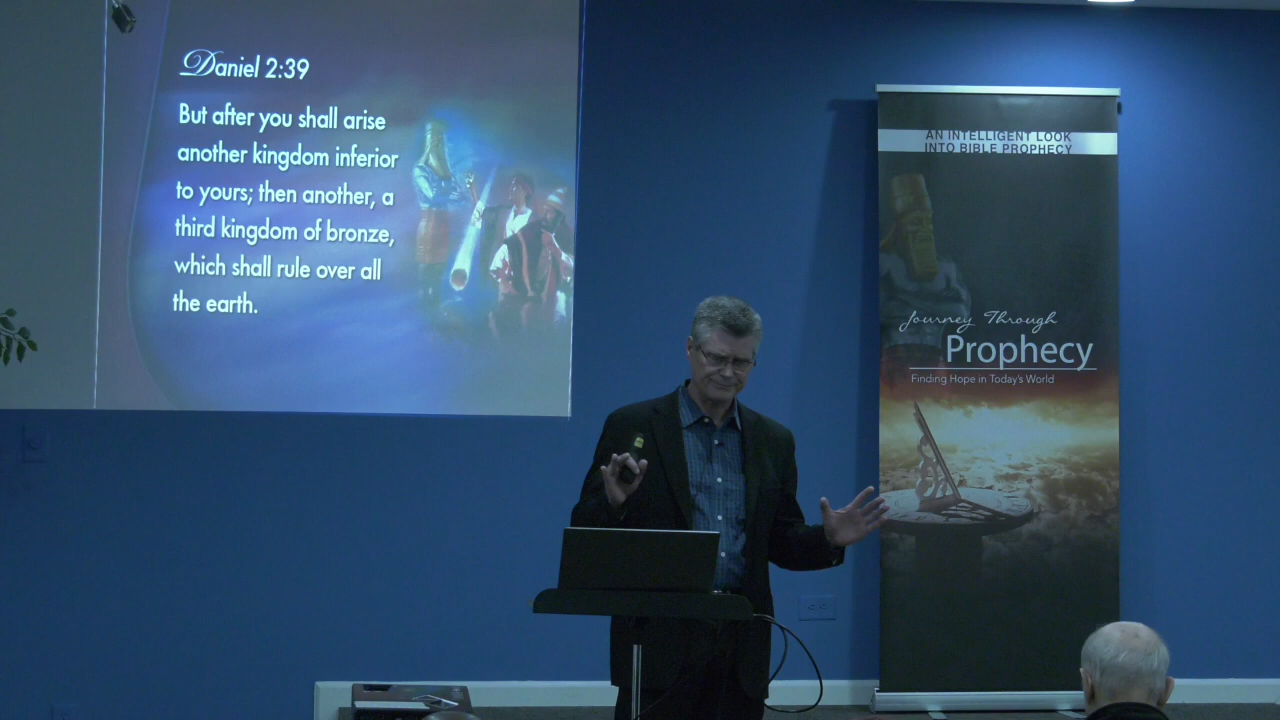 Daniel 2:39
But after you shall arise
another kingdom inferior
to yours; then another, a
third kingdom of bronze,
which shall rule over all
the earth.
AN INTELLIGENT LOOK
INTO BIBLE PROPHECY
Journey Through
Prophecy
Finding Hope in Today's World